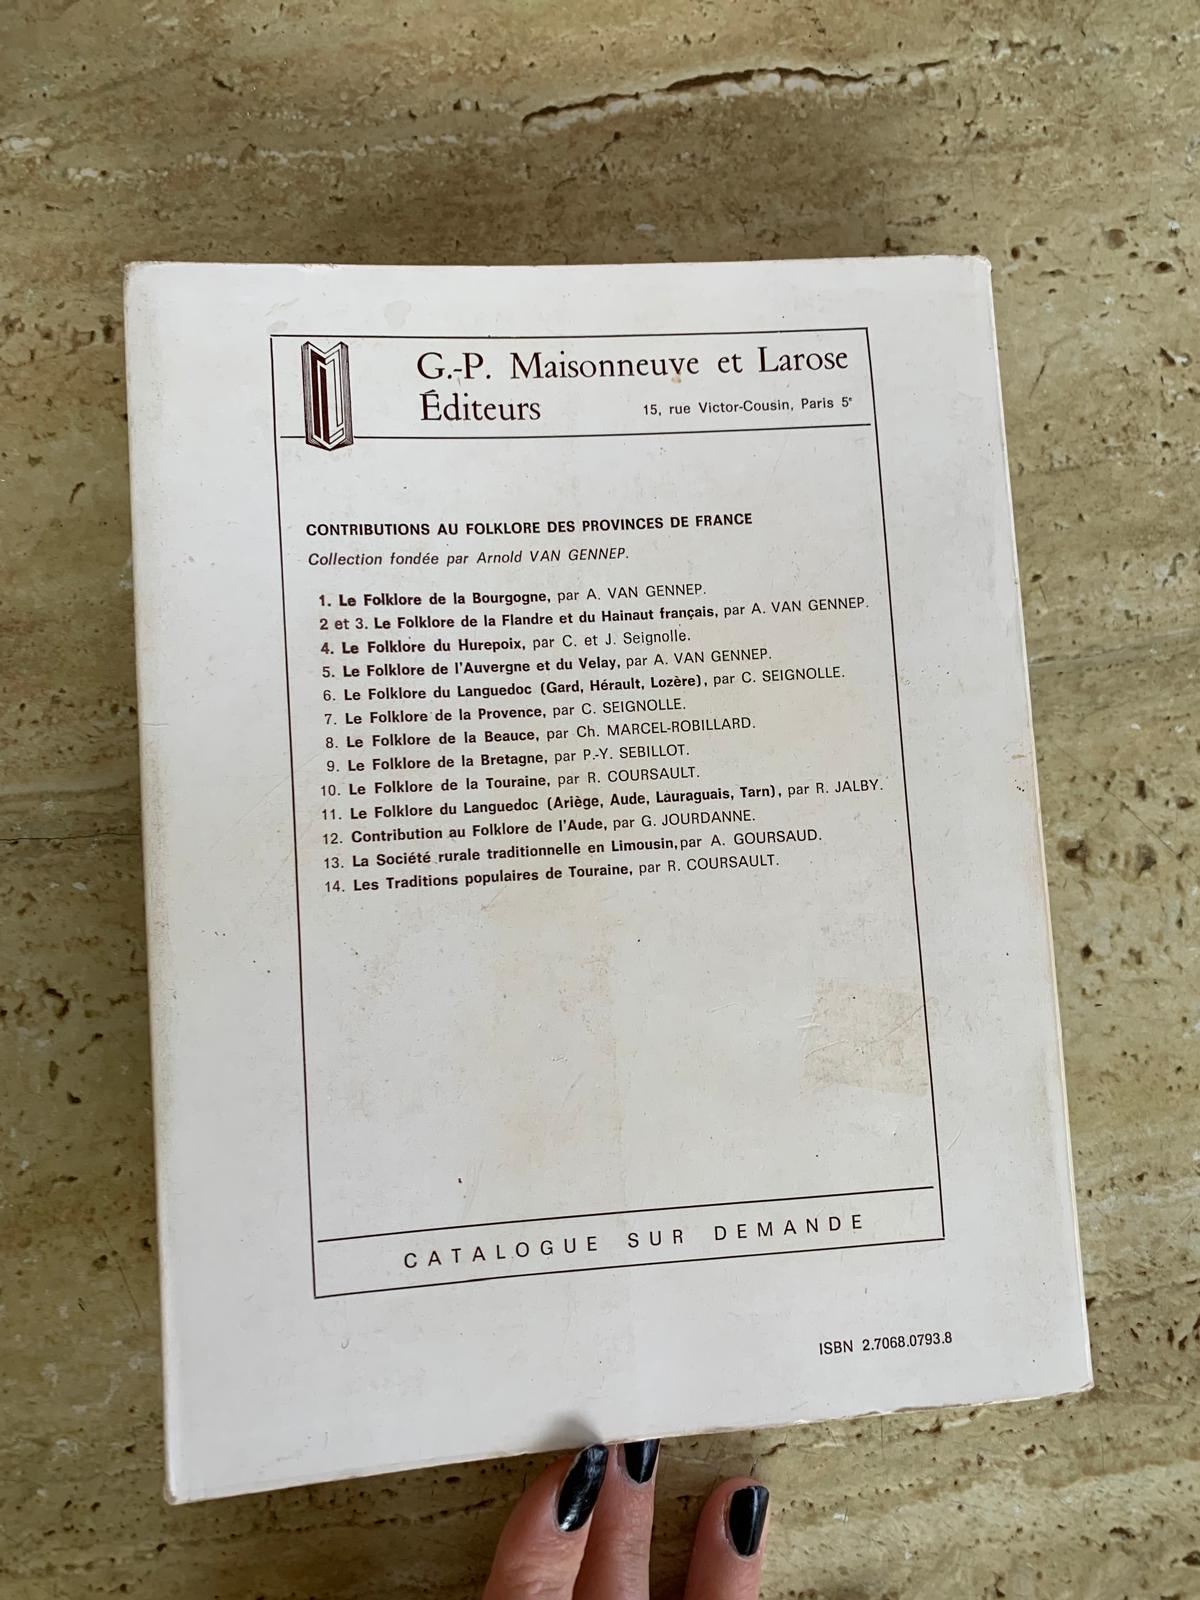 G.-P. Maisonneuve et Larose
Éditeurs
15, rue Victor-Cousin, Paris 5e
CONTRIBUTIONS AU FOLKLORE DES PROVINCES DE FRANCE
Collection fondée par Arnold VAN GENNEP.
1. Le Folklore de la Bourgogne, par A. VAN GENNEP.
2 et 3. Le Folklore de la Flandre et du Hainaut français, par A. VAN GENNEP.
4. Le Folklore du Hurepoix, par C. et J. Seignolle.
5. Le Folklore de l'Auvergne et du Velay, par A. VAN GENNEP.
6. Le Folklore du Languedoc (Gard, Hérault, Lozère), par C. SEIGNOLLE.
7. Le Folklore de la Provence, par C. SEIGNOLLE.
8. Le Folklore de la Beauce, par Ch. MARCEL-ROBILLARD.
9. Le Folklore de la Bretagne, par P.-Y. SEBILLOT.
10. Le Folklore de la Touraine, par R. COURSAULT.
11. Le Folklore du Languedoc (Ariège, Aude, Lauraguais, Tarn), par R. JALBY.
12. Contribution au Folklore de l'Aude, par G. JOURDANNE.
13. La Société rurale traditionnelle en Limousin, par A. GOURSAUD.
14. Les Traditions populaires de Touraine, par R. COURSAULT.
CATALOGUE SUR DEMANDE
ISBN 2.7068.0793.8